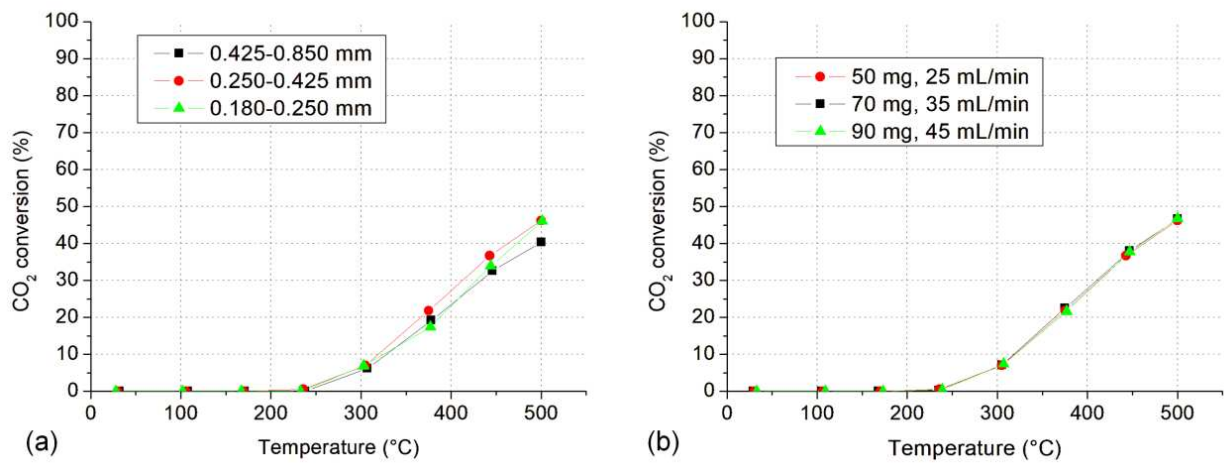 100
90
80
70
60
50
40
30
20
10
0
CO2 conversion (%)
0.425-0.850 mm
0.250-0.425 mm
0.180-0.250 mm
0 100 200 300 400 500
Temperature (°C)
(a)
100
90
80
70
60
50
40
30
20
10
0
CO2 conversion (%)
50 mg, 25 mL/min
70 mg, 35 mL/min
90 mg, 45 mL/min
0 100 200 300 400 500
Temperature (°C)
(b)